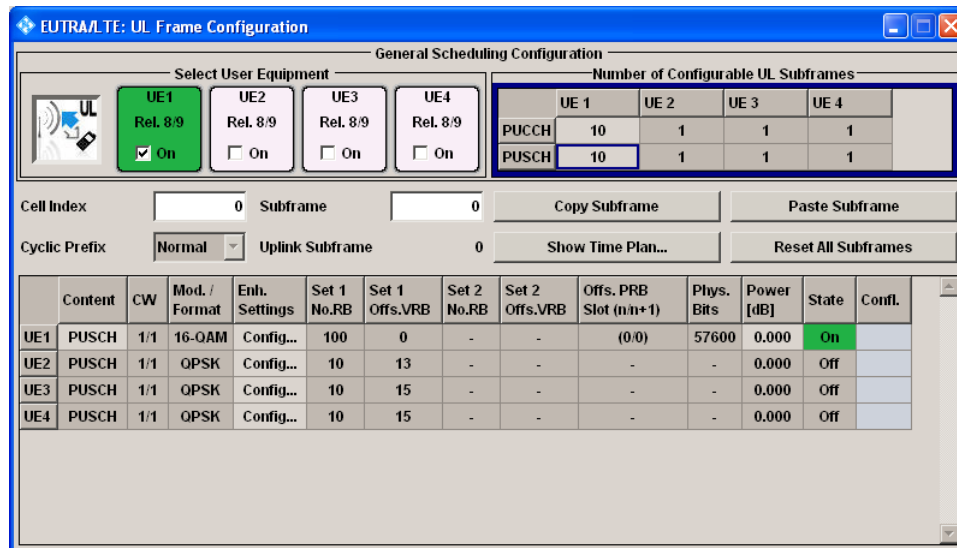 EUTRA/LTE: UL Frame Configuration
General Scheduling Configuration
Select User Equipment
Number of Configurable UL Subframes
UL
UE1 UE2 UE3 UE4
Rel. 8/9 Rel. 8/9 Rel. 8/9 Rel. 8/9
On On On On
UE 1 UE 2 UE 3 UE 4
PUCCH 10 1 1 1
PUSCH 10 1 1 1
Cell Index 0 Subframe 0 Copy Subframe Paste Subframe
Cyclic Prefix Normal Uplink Subframe 0 Show Time Plan... Reset All Subframes
Content CW Mod. / Format Enh. Settings Set 1 No.RB Set 1 Offs.VRB Set 2 No.RB Set 2 Offs.VRB Offs. PRB Slot (n/n+1) Phys. Bits Power [dB] State Confl.
UE1 PUSCH 1/1 16-QAM Config... 100 0 - - (0/0) 57600 0.000 On
UE2 PUSCH 1/1 QPSK Config... 10 13 - - - - 0.000 Off
UE3 PUSCH 1/1 QPSK Config... 10 15 - - - - 0.000 Off
UE4 PUSCH 1/1 QPSK Config... 10 15 - - - - 0.000 Off